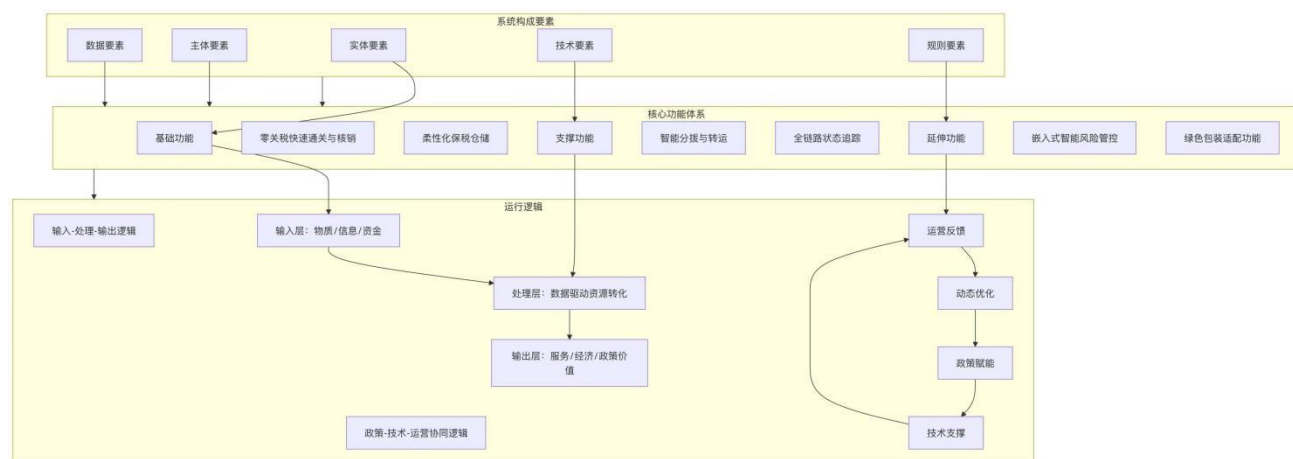 系统构成要素
数据要素
主体要素
实体要素
技术要素
规则要素
核心功能体系
基础功能
零关税快速通关与核销
柔性化保税仓储
支撑功能
智能分拨与转运
全链路状态追踪
延伸功能
嵌入式智能风险管控
绿色包装适配功能
运行逻辑
输入-处理-输出逻辑
输入层：物质/信息/资金
运营反馈
处理层：数据驱动资源转化
动态优化
输出层：服务/经济/政策价
值
政策赋能
政策-技术-运营协同逻辑
技术支撑